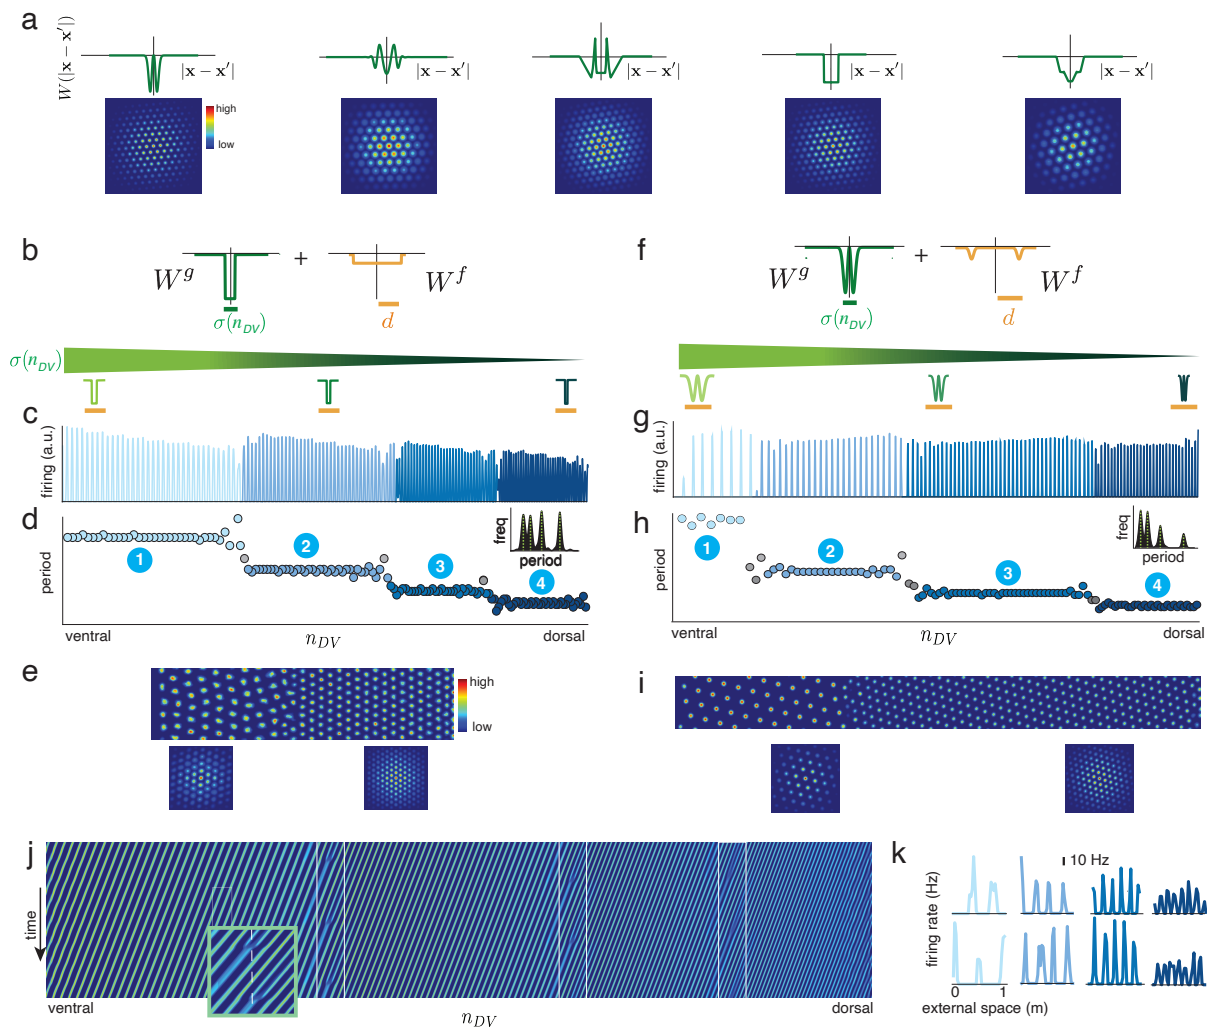 a
W(|x − x′|)
|x − x′|
|x − x′|
|x − x′|
|x − x′|
|x − x′|
high
low
b
W^g
+
W^f
σ(n_DV)
d
f
W^g
+
W^f
σ(n_DV)
d
σ(n_DV)
c
firing (a.u.)
g
firing (a.u.)
d
period
1
2
3
4
freq
period
ventral
n_DV
dorsal
h
period
1
2
3
4
freq
period
ventral
n_DV
dorsal
e
high
low
i
j
time
ventral
n_DV
dorsal
k
10 Hz
firing rate (Hz)
0
1
external space (m)